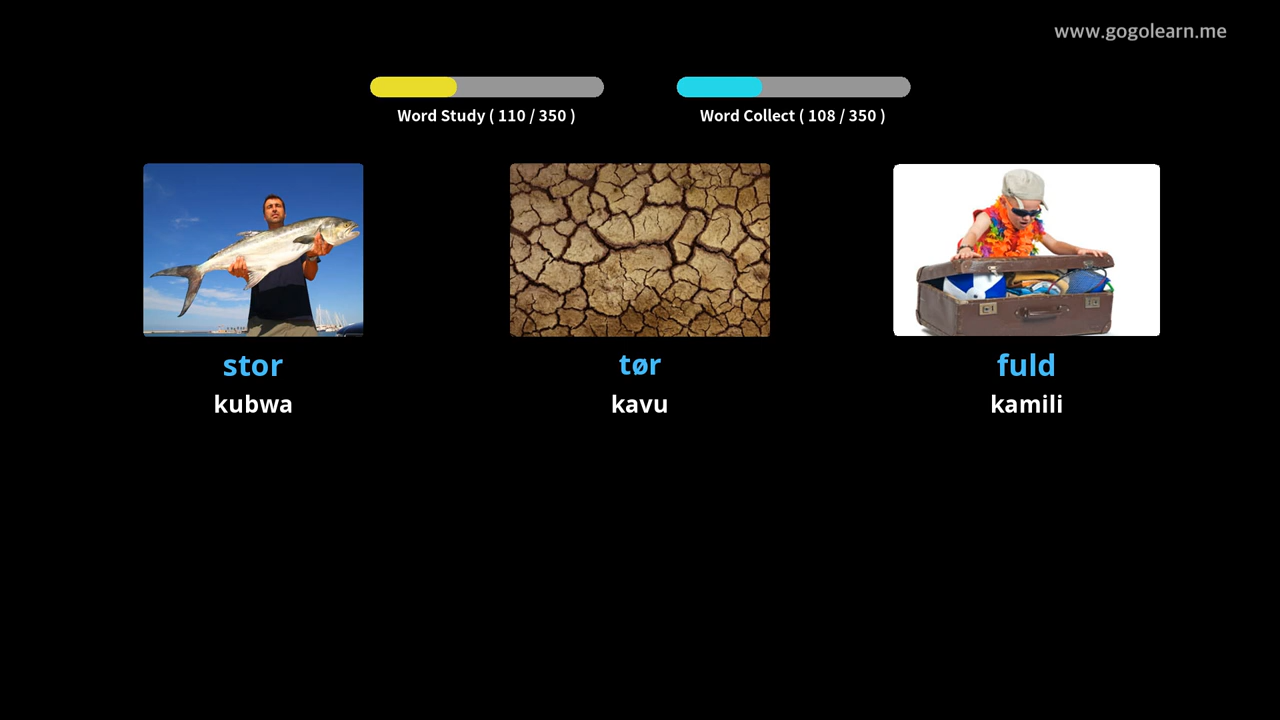 www.gogolearn.me
Word Study ( 110 / 350 )
Word Collect ( 108 / 350 )
stor
kubwa
tør
kavu
fuld
kamili